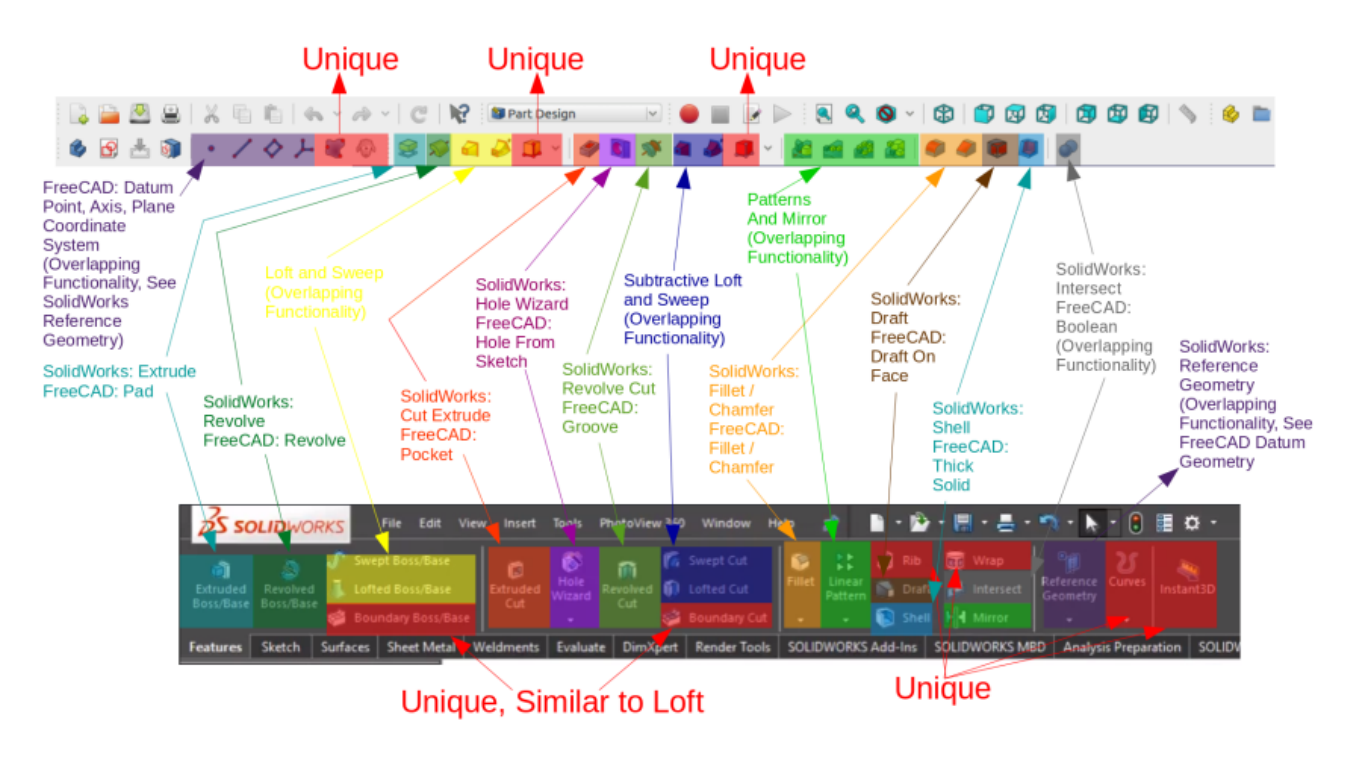 Unique
Unique
Unique
Part Design
FreeCAD: Datum
Point, Axis, Plane
Coordinate
System
(Overlapping
Functionality, See
SolidWorks
Reference
Geometry)
SolidWorks: Extrude
FreeCAD: Pad
SolidWorks:
Revolve
FreeCAD: Revolve
Loft and Sweep
(Overlapping
Functionality)
SolidWorks:
Cut Extrude
FreeCAD:
Pocket
SolidWorks:
Hole Wizard
FreeCAD:
Hole From
Sketch
SolidWorks:
Revolve Cut
FreeCAD:
Groove
Subtractive Loft
and Sweep
(Overlapping
Functionality)
SolidWorks:
Fillet /
Chamfer
FreeCAD:
Fillet /
Chamfer
Patterns
And Mirror
(Overlapping
Functionality)
SolidWorks:
Draft
FreeCAD:
Draft On
Face
SolidWorks:
Shell
FreeCAD:
Thick
Solid
SolidWorks:
Intersect
FreeCAD:
Boolean
(Overlapping
Functionality)
SolidWorks:
Reference
Geometry
(Overlapping
Functionality, See
FreeCAD Datum
Geometry
SOLIDWORKS File Edit View Insert Tools PhotoView 360 Window Help
Extruded
Boss/Base
Revolved
Boss/Base
Swept Boss/Base
Lofted Boss/Base
Boundary Boss/Base
Extruded
Cut
Hole
Wizard
Revolved
Cut
Swept Cut
Lofted Cut
Boundary Cut
Fillet
Linear
Pattern
Rib
Draft
Shell
Wrap
Intersect
Mirror
Reference
Geometry
Curves
Instant3D
Features Sketch Surfaces Sheet Metal Weldments Evaluate DimXpert Render Tools SOLIDWORKS Add-Ins SOLIDWORKS MBD Analysis Preparation SOLIDW
Unique, Similar to Loft
Unique